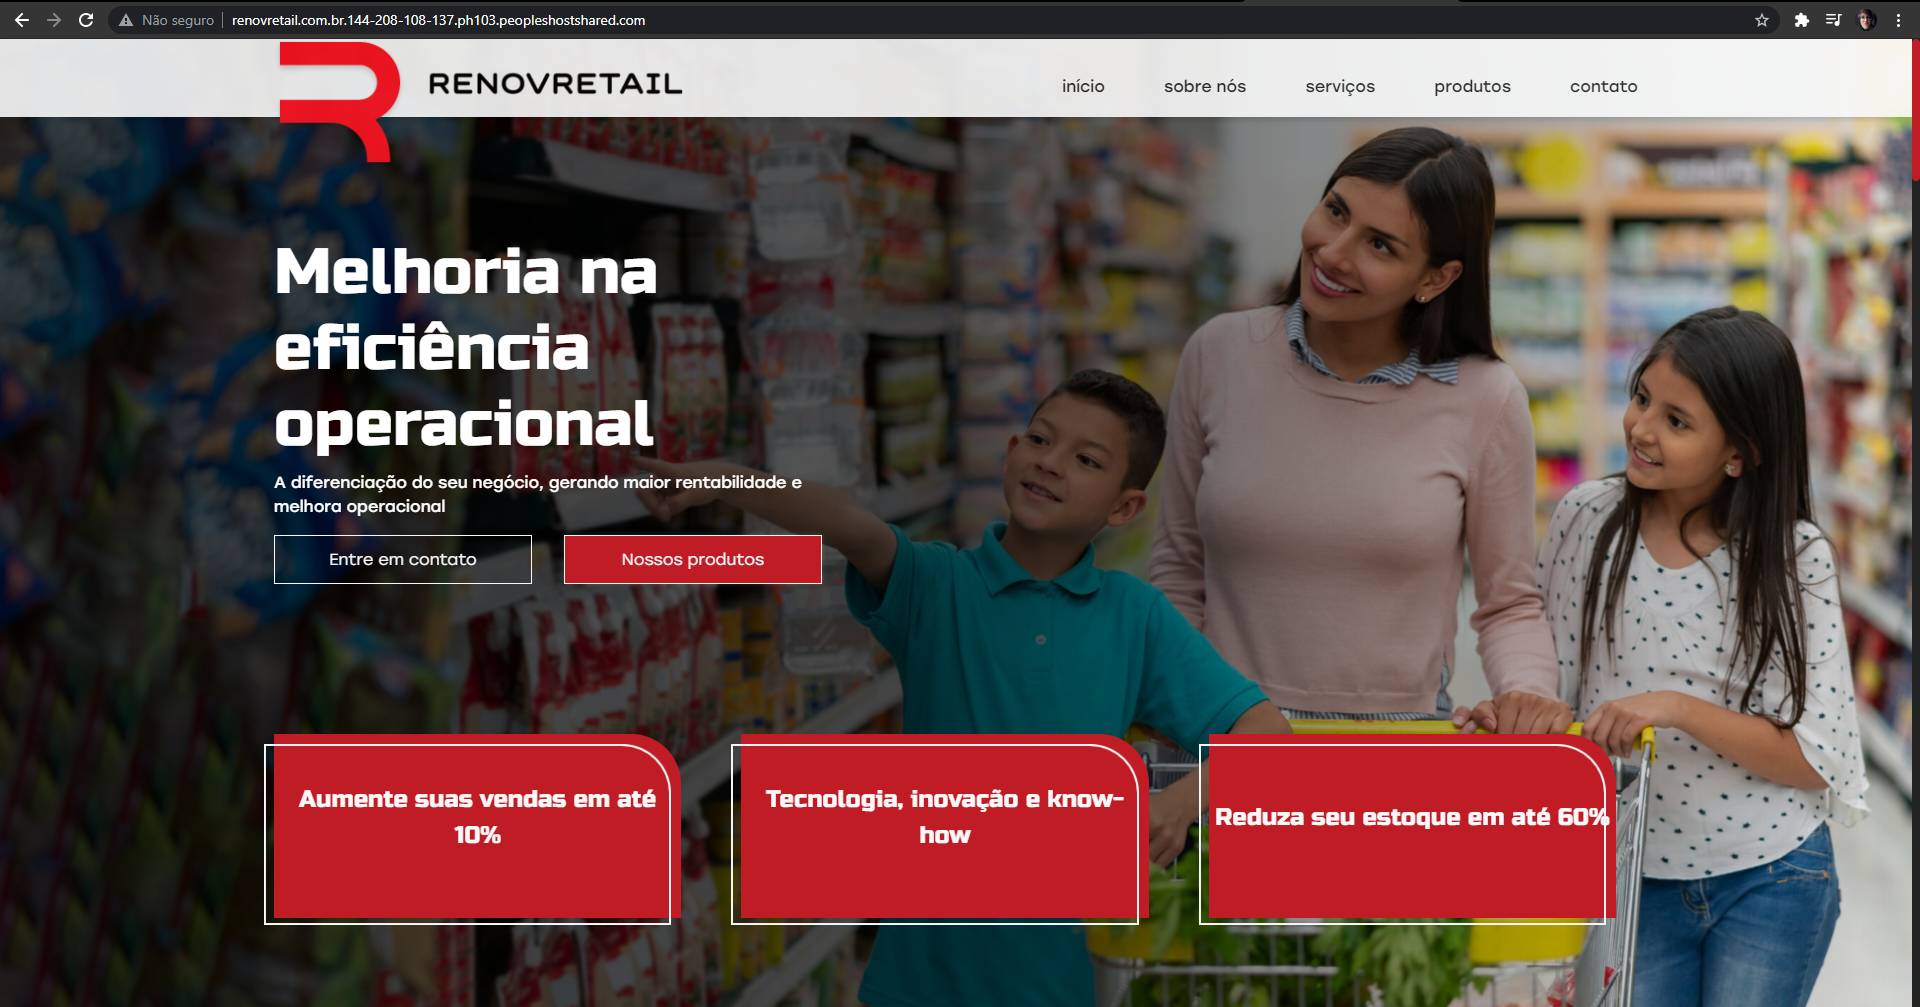 Não seguro
renovretail.com.br.144-208-108-137.ph103.peopleshostshared.com
RENOVRETAIL
início
sobre nós
serviços
produtos
contato
Melhoria na
eficiência
operacional
A diferenciação do seu negócio, gerando maior rentabilidade e
melhora operacional
Entre em contato
Nossos produtos
Aumente suas vendas em até
10%
Tecnologia, inovação e know-
how
Reduza seu estoque em até 60%